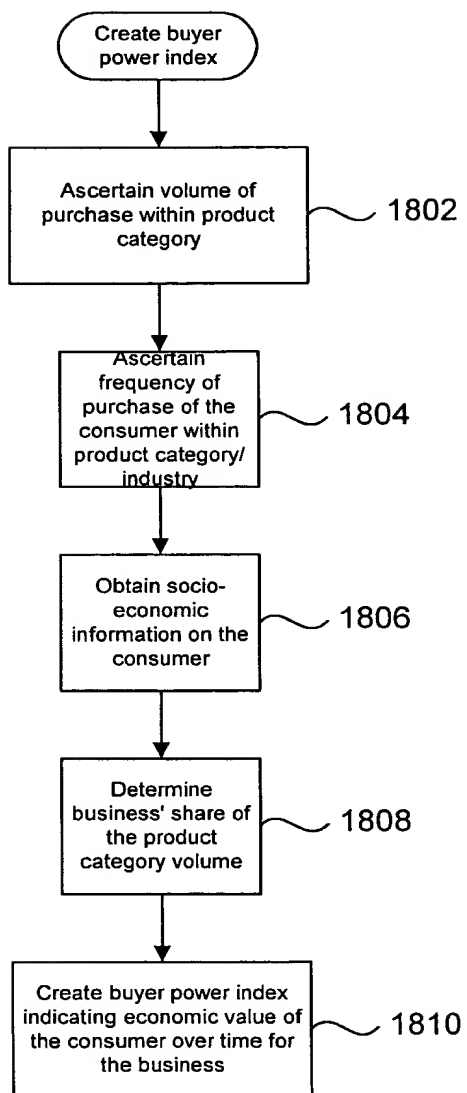 Create buyer
power index
Ascertain volume of
purchase within product
category
1802
Ascertain
frequency of
purchase of the
consumer within
product category/
industry
1804
Obtain socio-
economic
information on the
consumer
1806
Determine
business' share of
the product
category volume
1808
Create buyer power index
indicating economic value of
the consumer over time for
the business
1810